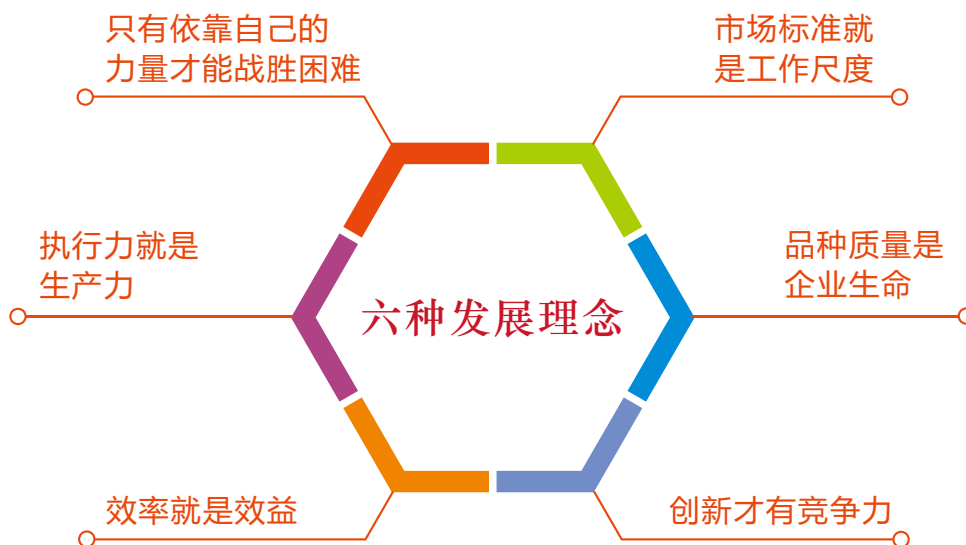 只有依靠自己的
力量才能战胜困难
市场标准就
是工作尺度
执行力就是
生产力
品种质量是
企业生命
六种发展理念
效率就是效益
创新才有竞争力